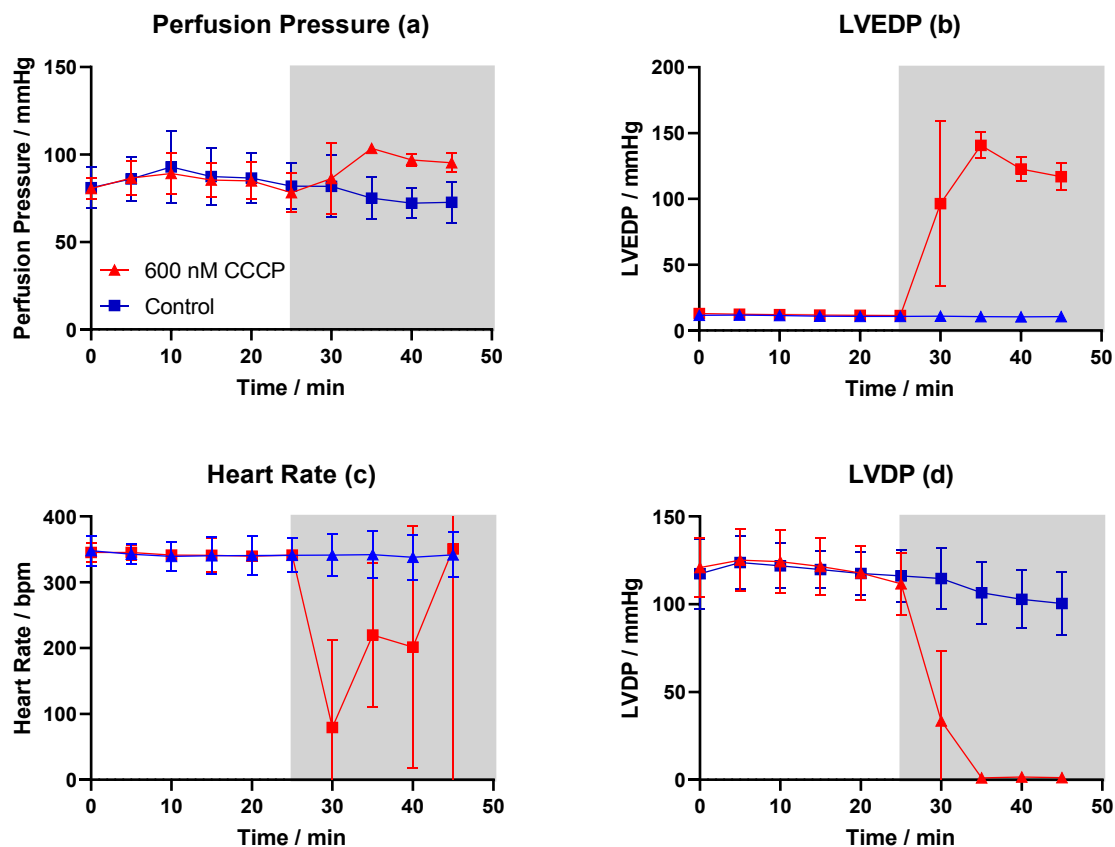 Perfusion Pressure (a)
Perfusion Pressure / mmHg
150
100
50
0
600 nM CCCP
Control
0 10 20 30 40 50
Time / min
LVEDP (b)
LVEDP / mmHg
200
150
100
50
0
0 10 20 30 40 50
Time / min
Heart Rate (c)
Heart Rate / bpm
400
300
200
100
0
0 10 20 30 40 50
Time / min
LVDP (d)
LVDP / mmHg
150
100
50
0
0 10 20 30 40 50
Time / min